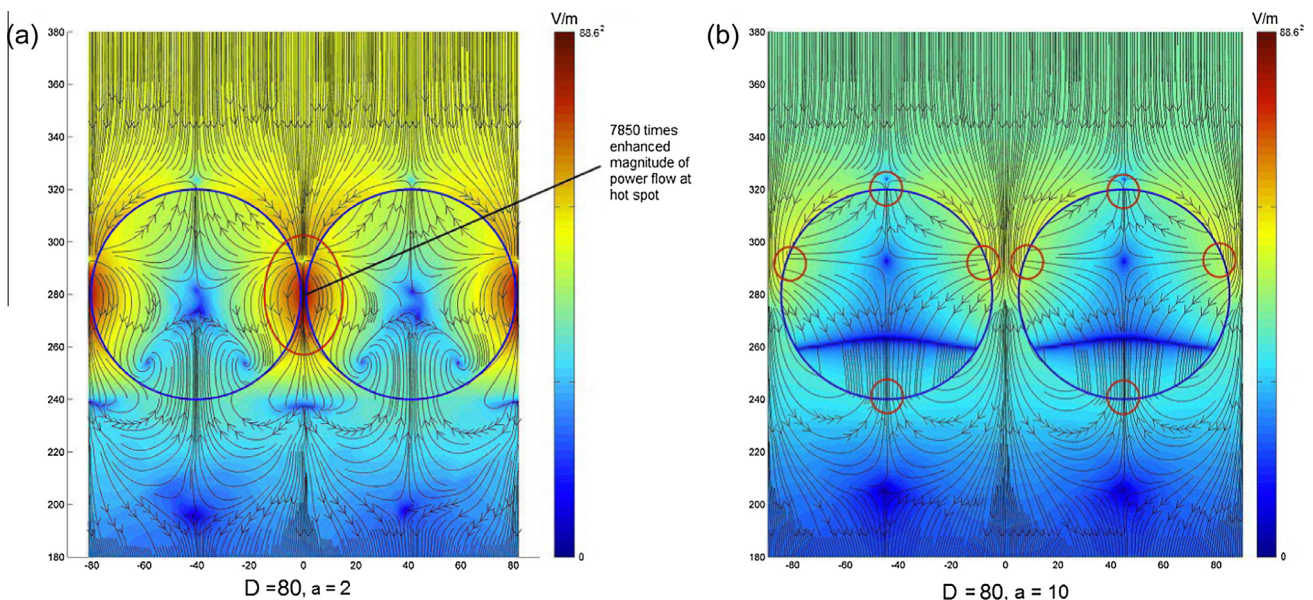 (a)
V/m
88.6²
0
380
360
340
320
300
280
260
240
220
200
180
-80 -60 -40 -20 0 20 40 60 80
D =80, a = 2
7850 times
enhanced
magnitude of
power flow at
hot spot
(b)
V/m
88.6²
0
380
360
340
320
300
280
260
240
220
200
180
-80 -60 -40 -20 0 20 40 60 80
D =80, a = 10